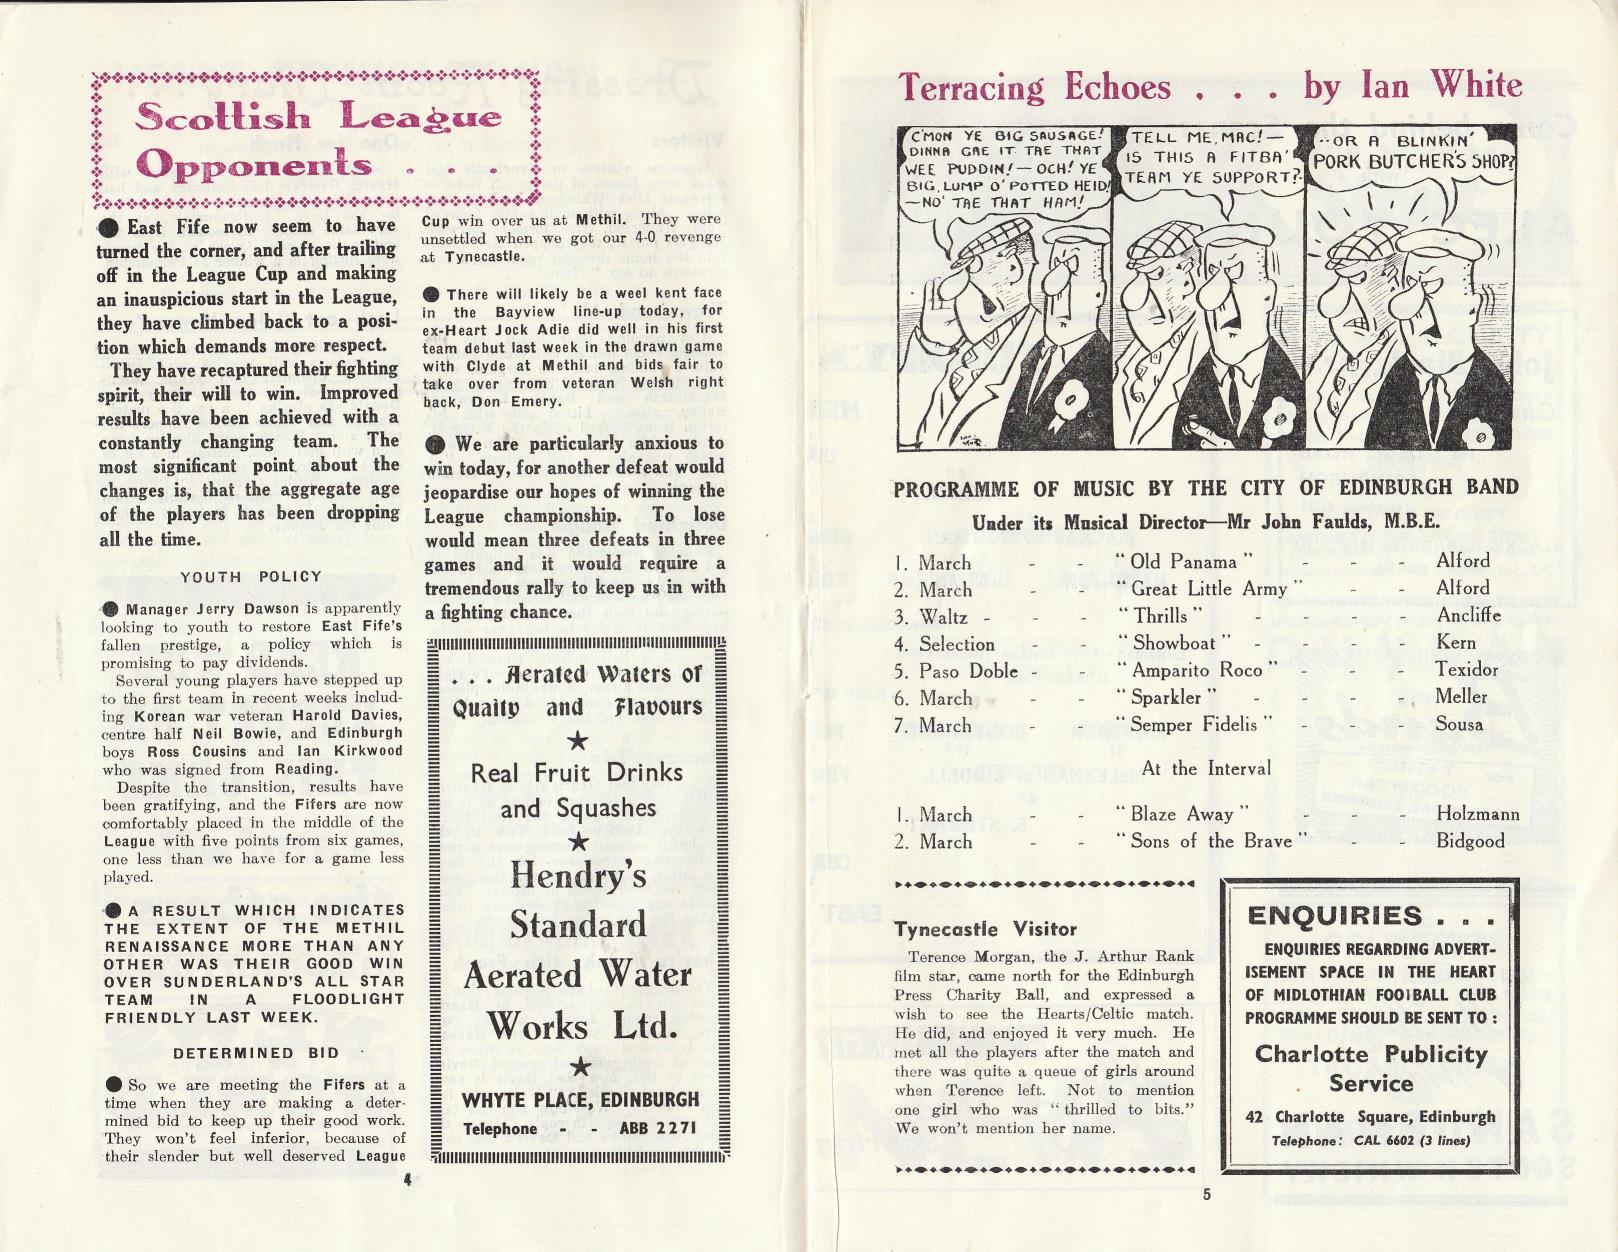 Scottish League
Opponents . . .
● East Fife now seem to have
turned the corner, and after trailing
off in the League Cup and making
an inauspicious start in the League,
they have climbed back to a posi-
tion which demands more respect.
They have recaptured their fighting
spirit, their will to win. Improved
results have been achieved with a
constantly changing team. The
most significant point about the
changes is, that the aggregate age
of the players has been dropping
all the time.
YOUTH POLICY
● Manager Jerry Dawson is apparently
looking to youth to restore East Fife's
fallen prestige, a policy which is
promising to pay dividends.
Several young players have stepped up
to the first team in recent weeks includ-
ing Korean war veteran Harold Davies,
centre half Neil Bowie, and Edinburgh
boys Ross Cousins and Ian Kirkwood
who was signed from Reading.
Despite the transition, results have
been gratifying, and the Fifers are now
comfortably placed in the middle of the
League with five points from six games,
one less than we have for a game less
played.
● A RESULT WHICH INDICATES
THE EXTENT OF THE METHIL
RENAISSANCE MORE THAN ANY
OTHER WAS THEIR GOOD WIN
OVER SUNDERLAND'S ALL STAR
TEAM IN A FLOODLIGHT
FRIENDLY LAST WEEK.
DETERMINED BID
● So we are meeting the Fifers at a
time when they are making a deter-
mined bid to keep up their good work.
They won't feel inferior, because of
their slender but well deserved League
Cup win over us at Methil. They were
unsettled when we got our 4-0 revenge
at Tynecastle.
● There will likely be a weel kent face
in the Bayview line-up today, for
ex-Heart Jock Adie did well in his first
team debut last week in the drawn game
with Clyde at Methil and bids fair to
take over from veteran Welsh right
back, Don Emery.
● We are particularly anxious to
win today, for another defeat would
jeopardise our hopes of winning the
League championship. To lose
would mean three defeats in three
games and it would require a
tremendous rally to keep us in with
a fighting chance.
. . . Aerated Waters of
Quality and Flavours
★
Real Fruit Drinks
and Squashes
★
Hendry's
Standard
Aerated Water
Works Ltd.
★
WHYTE PLACE, EDINBURGH
Telephone - - ABB 2271
4
Terracing Echoes . . . by Ian White
C'MON YE BIG SAUSAGE!
DINNA GAE IT TAE THAT
WEE PUDDIN! — OCH! YE
BIG, LUMP O' POTTED HEID!
—NO' TAE THAT HAM!
TELL ME, MAC! —
IS THIS A FITBA'
TEAM YE SUPPORT?
··OR A BLINKIN'
PORK BUTCHER'S SHOP?
PROGRAMME OF MUSIC BY THE CITY OF EDINBURGH BAND
Under its Musical Director—Mr John Faulds, M.B.E.
1. March - - "Old Panama" - - - Alford
2. March - - "Great Little Army" - - Alford
3. Waltz - - - "Thrills" - - - Ancliffe
4. Selection - - "Showboat" - - - Kern
5. Paso Doble - - "Amparito Roco" - - Texidor
6. March - - "Sparkler" - - - Meller
7. March - - "Semper Fidelis" - - Sousa
At the Interval
1. March - - "Blaze Away" - - Holzmann
2. March - - "Sons of the Brave" - - Bidgood
Tynecastle Visitor
Terence Morgan, the J. Arthur Rank
film star, came north for the Edinburgh
Press Charity Ball, and expressed a
wish to see the Hearts/Celtic match.
He did, and enjoyed it very much. He
met all the players after the match and
there was quite a queue of girls around
when Terence left. Not to mention
one girl who was "thrilled to bits."
We won't mention her name.
ENQUIRIES . . .
ENQUIRIES REGARDING ADVERT-
ISEMENT SPACE IN THE HEART
OF MIDLOTHIAN FOOTBALL CLUB
PROGRAMME SHOULD BE SENT TO :
Charlotte Publicity
Service
42 Charlotte Square, Edinburgh
Telephone: CAL 6602 (3 lines)
5